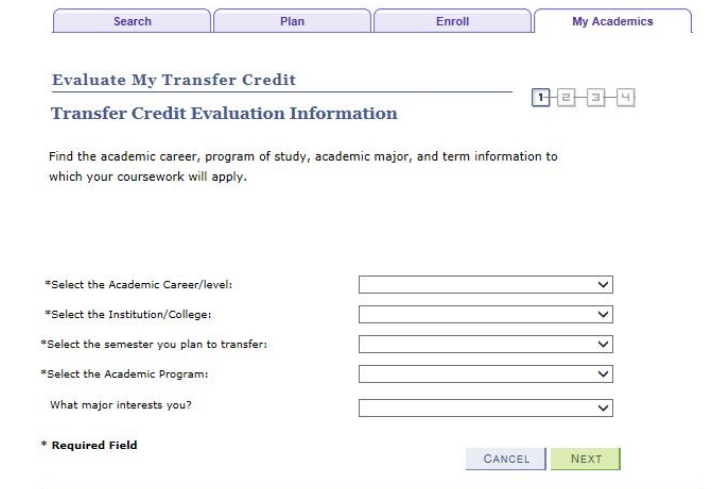 Search Plan Enroll My Academics
Evaluate My Transfer Credit
1 2 3 4
Transfer Credit Evaluation Information
Find the academic career, program of study, academic major, and term information to
which your coursework will apply.
*Select the Academic Career/level:
*Select the Institution/College:
*Select the semester you plan to transfer:
*Select the Academic Program:
What major interests you?
* Required Field
CANCEL NEXT